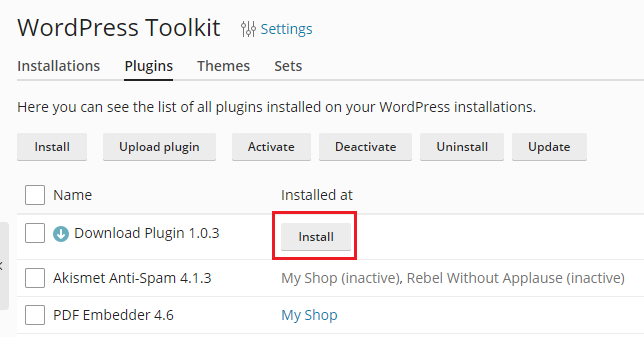 WordPress Toolkit Settings
Installations Plugins Themes Sets
Here you can see the list of all plugins installed on your WordPress installations.
Install Upload plugin Activate Deactivate Uninstall Update
Name Installed at
Download Plugin 1.0.3 Install
Akismet Anti-Spam 4.1.3 My Shop (inactive), Rebel Without Applause (inactive)
PDF Embedder 4.6 My Shop